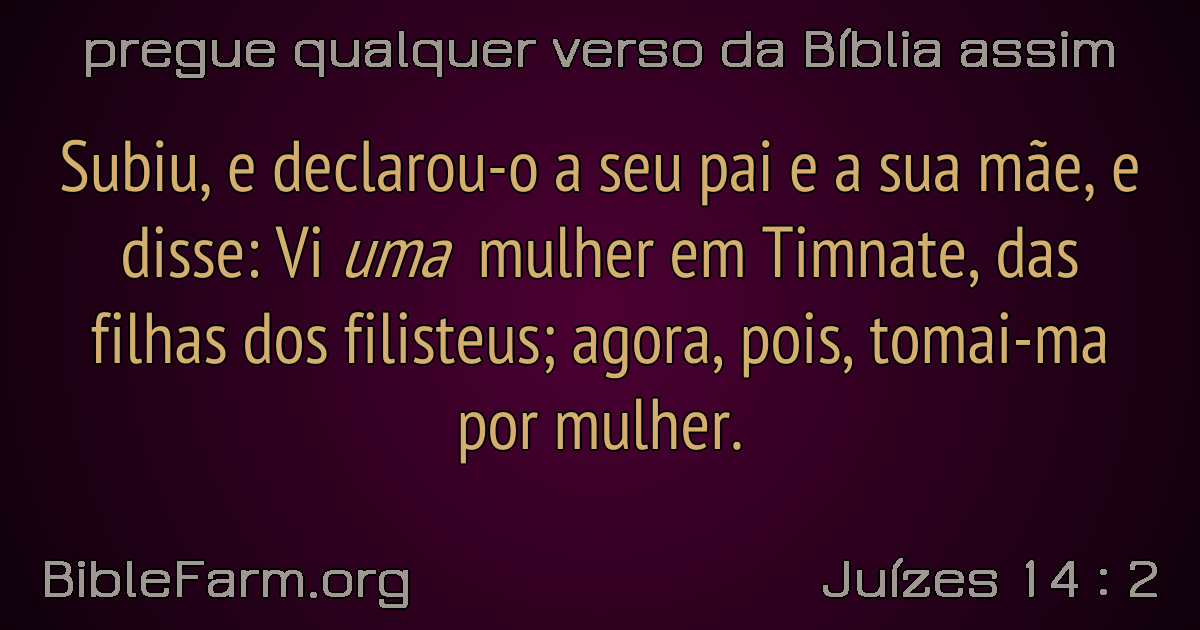 pregue qualquer verso da Bíblia assim
Subiu, e declarou-o a seu pai e a sua mãe, e
disse: Vi uma mulher em Timnate, das
filhas dos filisteus; agora, pois, tomai-ma
por mulher.
BibleFarm.org
Juízes 14 : 2